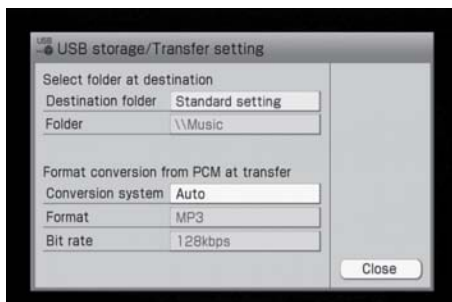 USB
USB storage/Transfer setting
Select folder at destination
Destination folder Standard setting
Folder \\Music
Format conversion from PCM at transfer
Conversion system Auto
Format MP3
Bit rate 128kbps
Close